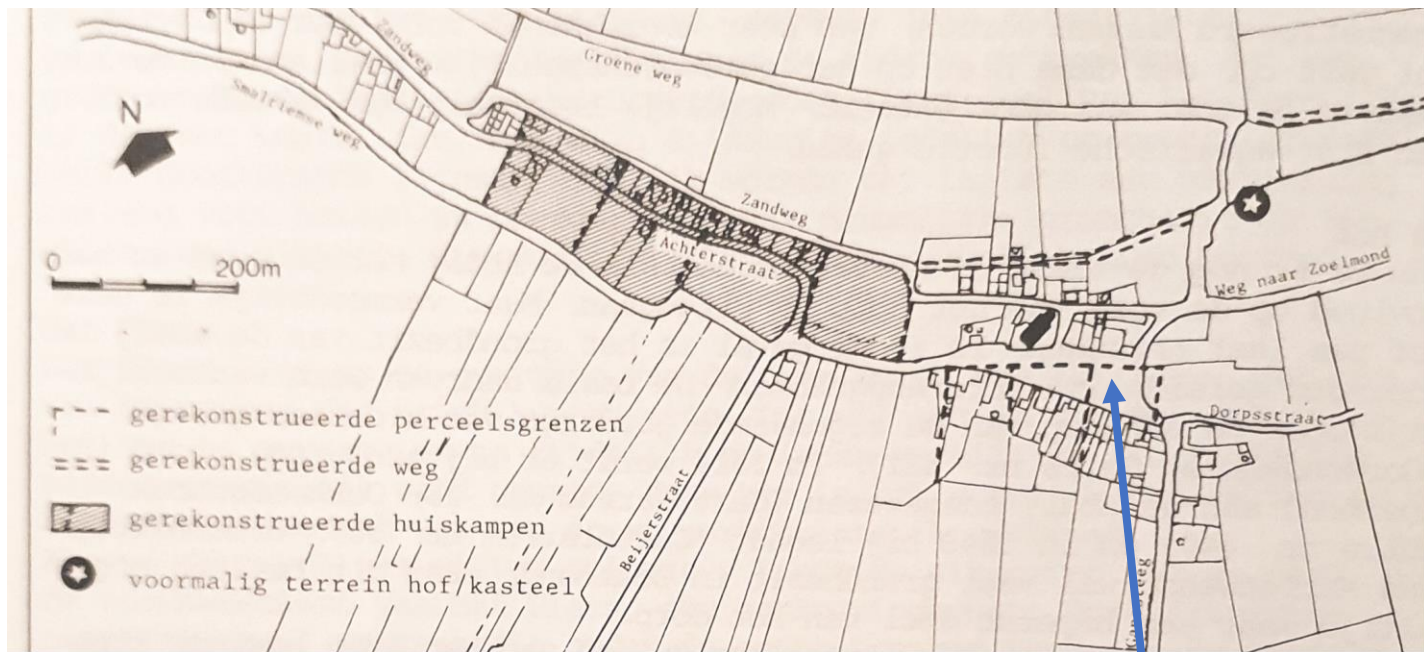 Zandweg
Groene weg
Smalriemse weg
N
Zandweg
Achterstraat
0 200m
Weg naar Zoelmond
gerekonstrueerde perceelsgrenzen
Dorpsstraat
gerekonstrueerde weg
gerekonstrueerde huiskampen
Beijerstraat
voormalig terrein hof/kasteel